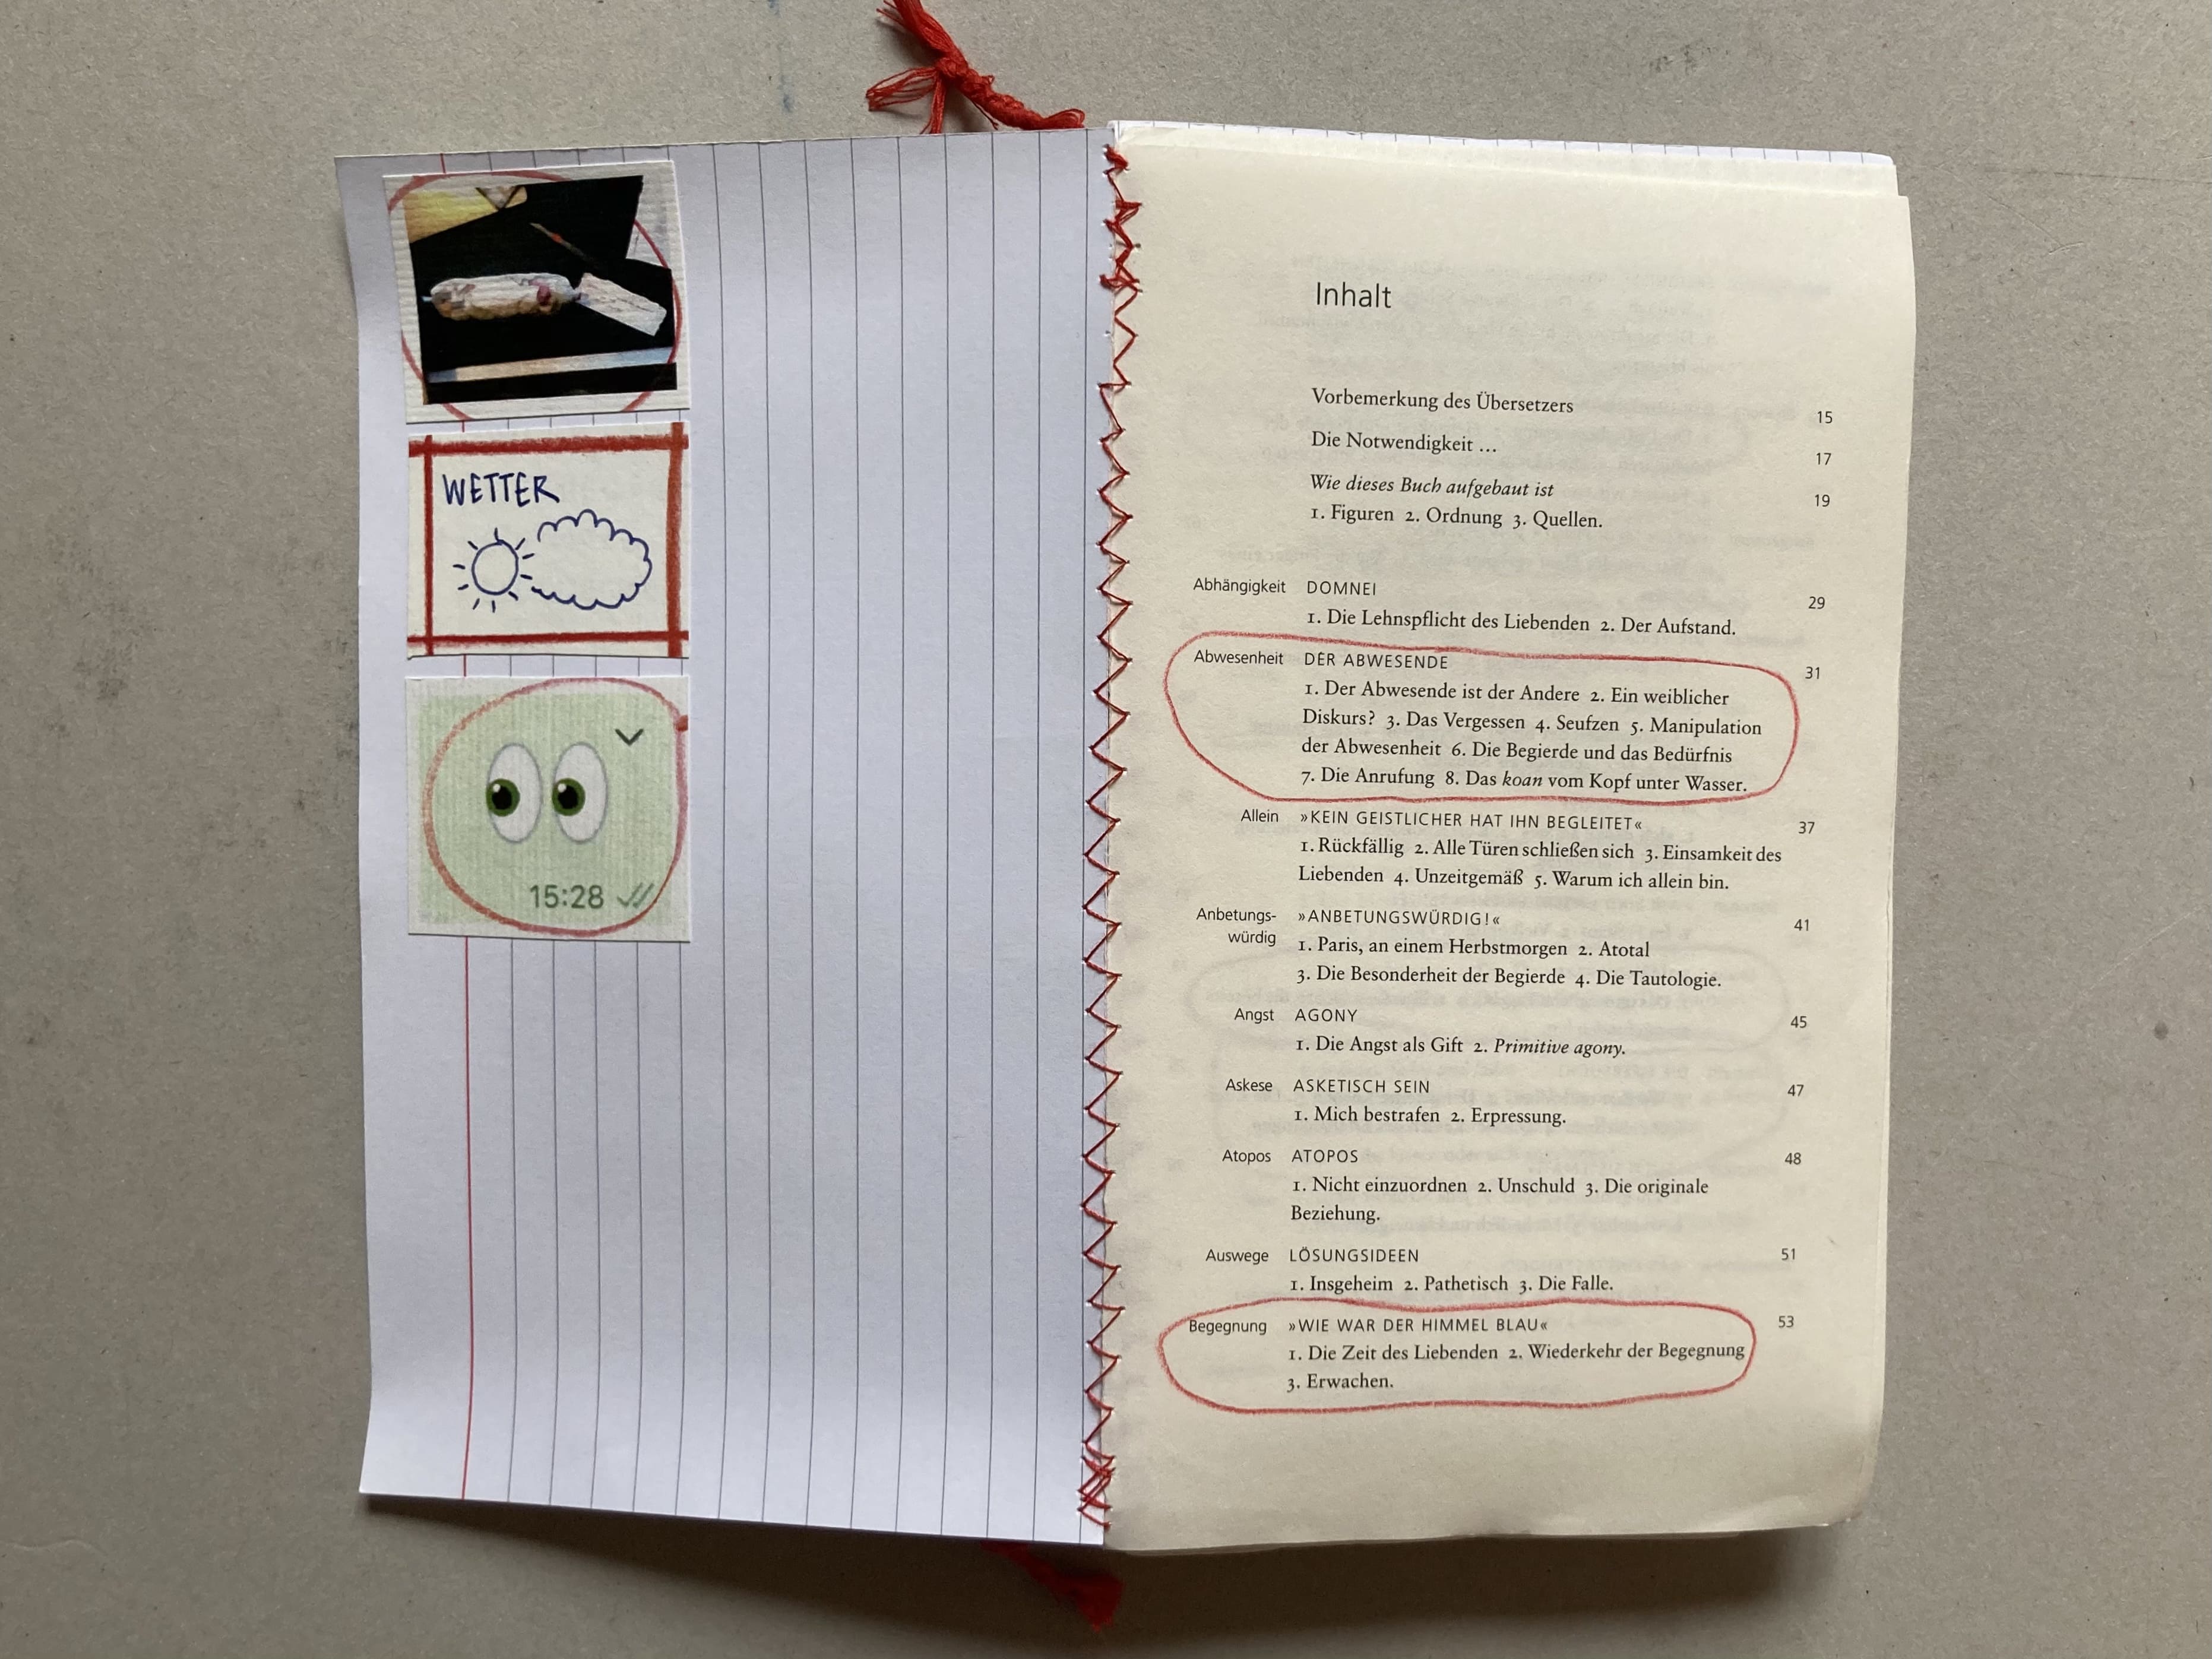 WETTER
15:28
Inhalt
Vorbemerkung des Übersetzers 15
Die Notwendigkeit … 17
Wie dieses Buch aufgebaut ist 19
1. Figuren 2. Ordnung 3. Quellen.
Abhängigkeit DOMNEI 29
1. Die Lehnspflicht des Liebenden 2. Der Aufstand.
Abwesenheit DER ABWESENDE 31
1. Der Abwesende ist der Andere 2. Ein weiblicher
Diskurs? 3. Das Vergessen 4. Seufzen 5. Manipulation
der Abwesenheit 6. Die Begierde und das Bedürfnis
7. Die Anrufung 8. Das koan vom Kopf unter Wasser.
Allein »KEIN GEISTLICHER HAT IHN BEGLEITET« 37
1. Rückfällig 2. Alle Türen schließen sich 3. Einsamkeit des
Liebenden 4. Unzeitgemäß 5. Warum ich allein bin.
Anbetungs- »ANBETUNGSWÜRDIG!« 41
würdig 1. Paris, an einem Herbstmorgen 2. Atotal
3. Die Besonderheit der Begierde 4. Die Tautologie.
Angst AGONY 45
1. Die Angst als Gift 2. Primitive agony.
Askese ASKETISCH SEIN 47
1. Mich bestrafen 2. Erpressung.
Atopos ATOPOS 48
1. Nicht einzuordnen 2. Unschuld 3. Die originale
Beziehung.
Auswege LÖSUNGSIDEEN 51
1. Insgeheim 2. Pathetisch 3. Die Falle.
Begegnung »WIE WAR DER HIMMEL BLAU« 53
1. Die Zeit des Liebenden 2. Wiederkehr der Begegnung
3. Erwachen.